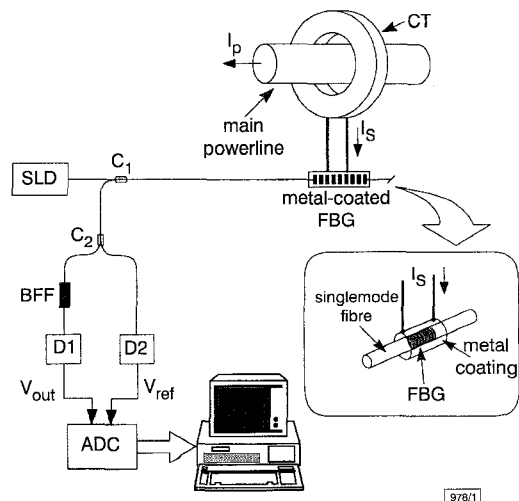 CT
I_p
main
powerline
I_S
C_1
SLD
metal-coated
FBG
C_2
BFF
D1
D2
V_out
V_ref
ADC
I_S
singlemode
fibre
metal
coating
FBG
978/1